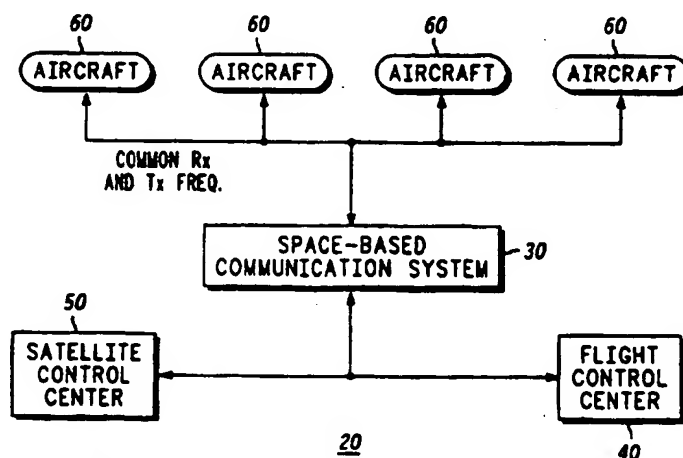 60 60 60 60
AIRCRAFT AIRCRAFT AIRCRAFT AIRCRAFT
COMMON Rx
AND Tx FREQ.
SPACE-BASED
COMMUNICATION SYSTEM
30
50
SATELLITE
CONTROL
CENTER
FLIGHT
CONTROL
CENTER
20
40